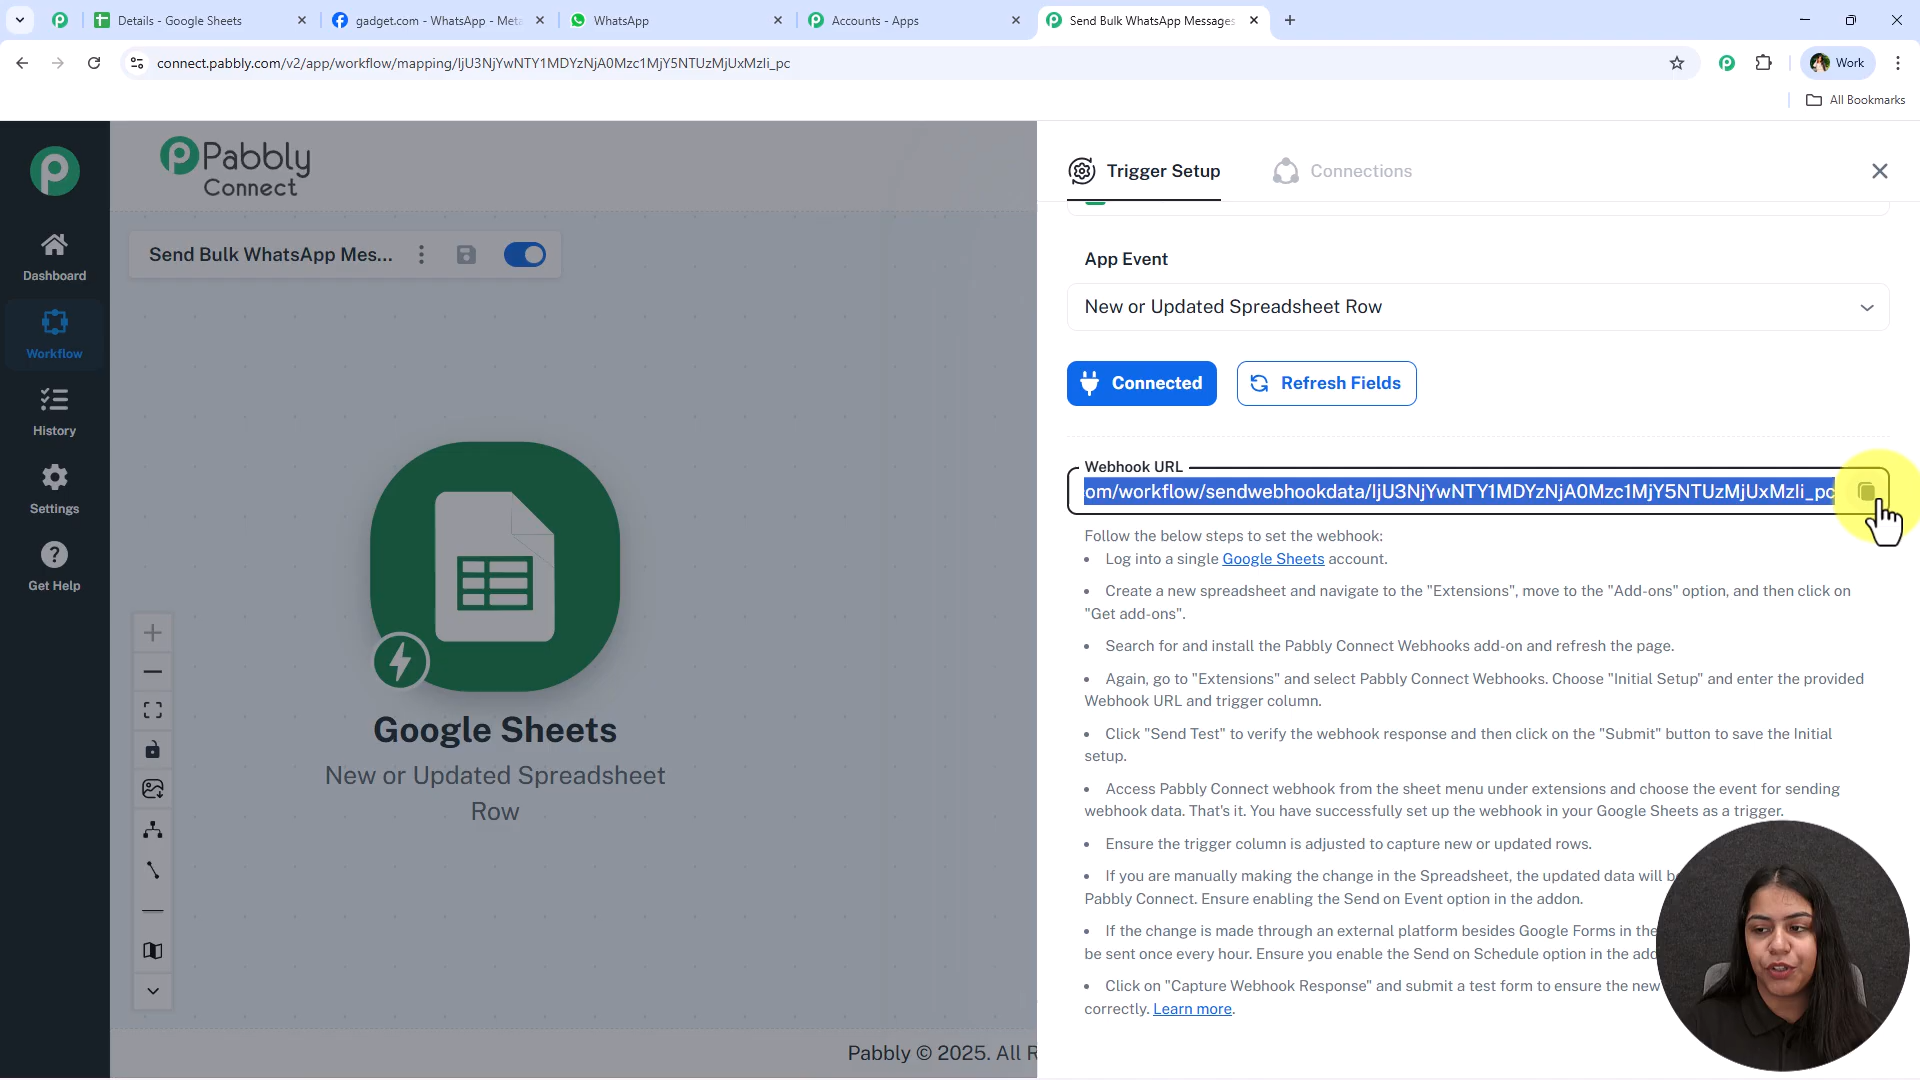 Details - Google Sheets
gadget.com - WhatsApp - Meta
WhatsApp
Accounts - Apps
Send Bulk WhatsApp Messages
connect.pabbly.com/v2/app/workflow/mapping/IjU3NjYwNTY1MDYzNjA0Mzc1MjY5NTUzMjUxMzIi_pc
Work
All Bookmarks
Pabbly
Connect
Dashboard
Workflow
History
Settings
Get Help
Send Bulk WhatsApp Mes...
Google Sheets
New or Updated Spreadsheet
Row
Pabbly © 2025. All R
Trigger Setup
Connections
App Event
New or Updated Spreadsheet Row
Connected
Refresh Fields
Webhook URL
om/workflow/sendwebhookdata/IjU3NjYwNTY1MDYzNjA0Mzc1MjY5NTUzMjUxMzIi_pc
Follow the below steps to set the webhook:
• Log into a single Google Sheets account.
• Create a new spreadsheet and navigate to the "Extensions", move to the "Add-ons" option, and then click on
"Get add-ons".
• Search for and install the Pabbly Connect Webhooks add-on and refresh the page.
• Again, go to "Extensions" and select Pabbly Connect Webhooks. Choose "Initial Setup" and enter the provided
Webhook URL and trigger column.
• Click "Send Test" to verify the webhook response and then click on the "Submit" button to save the Initial
setup.
• Access Pabbly Connect webhook from the sheet menu under extensions and choose the event for sending
webhook data. That's it. You have successfully set up the webhook in your Google Sheets as a trigger.
• Ensure the trigger column is adjusted to capture new or updated rows.
• If you are manually making the change in the Spreadsheet, the updated data will b
Pabbly Connect. Ensure enabling the Send on Event option in the addon.
• If the change is made through an external platform besides Google Forms in the
be sent once every hour. Ensure you enable the Send on Schedule option in the add
• Click on "Capture Webhook Response" and submit a test form to ensure the new
correctly. Learn more.